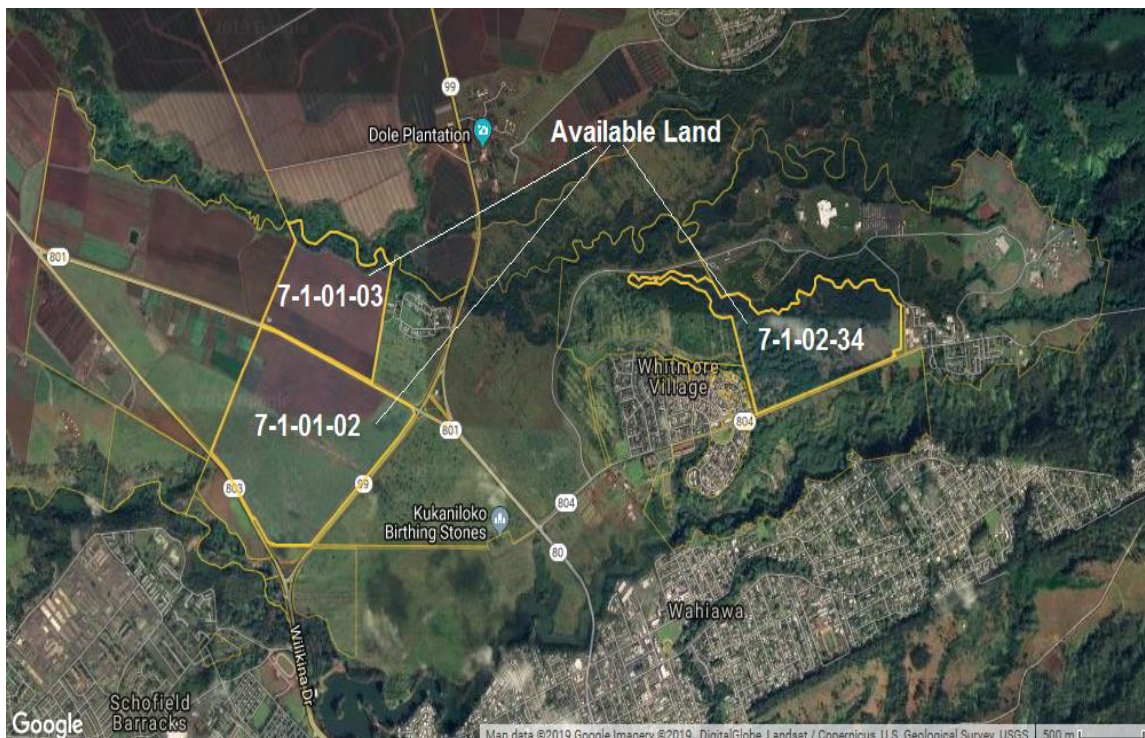 99
Dole Plantation
Available Land
801
7-1-01-03
7-1-02-34
Whitmore
Village
7-1-01-02
801
804
803
99
Kukaniloko
Birthing Stones
804
80
Wahiawa
Wilikina Dr
Schofield
Barracks
Google
Map data ©2019 Google Imagery ©2019 , DigitalGlobe, Landsat / Copernicus, U.S. Geological Survey, USGS
500 m